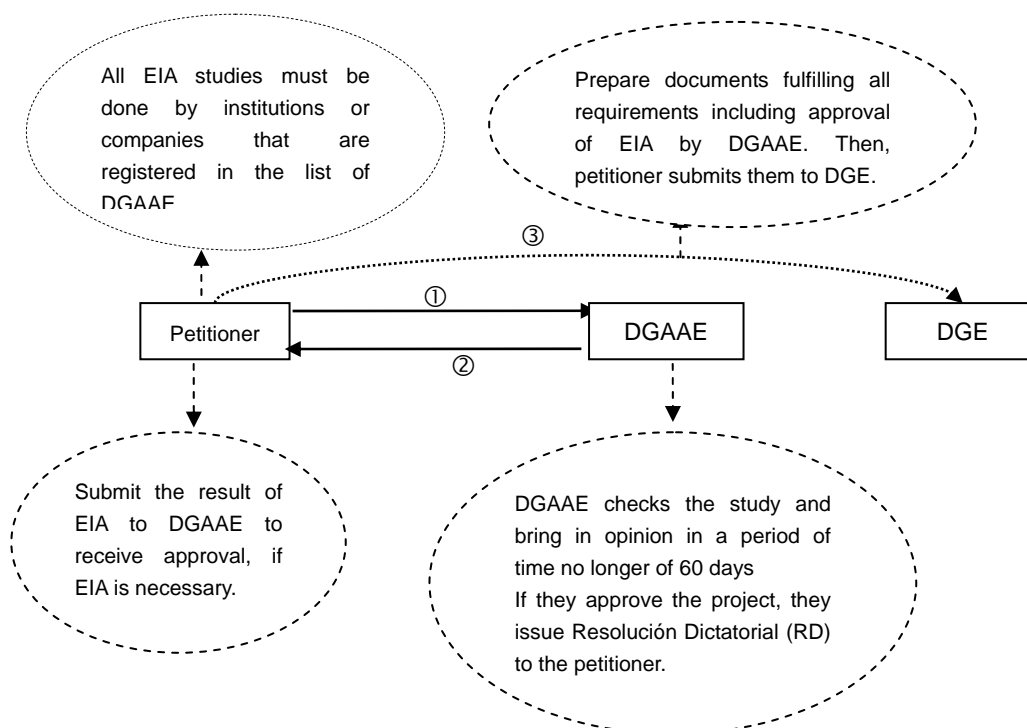 All EIA studies must be
done by institutions or
companies that are
registered in the list of
DGAAE
Prepare documents fulfilling all
requirements including approval
of EIA by DGAAE. Then,
petitioner submits them to DGE.
③
①
Petitioner
DGAAE
DGE
②
Submit the result of
EIA to DGAAE to
receive approval, if
EIA is necessary.
DGAAE checks the study and
bring in opinion in a period of
time no longer of 60 days
If they approve the project, they
issue Resolución Dictatorial (RD)
to the petitioner.